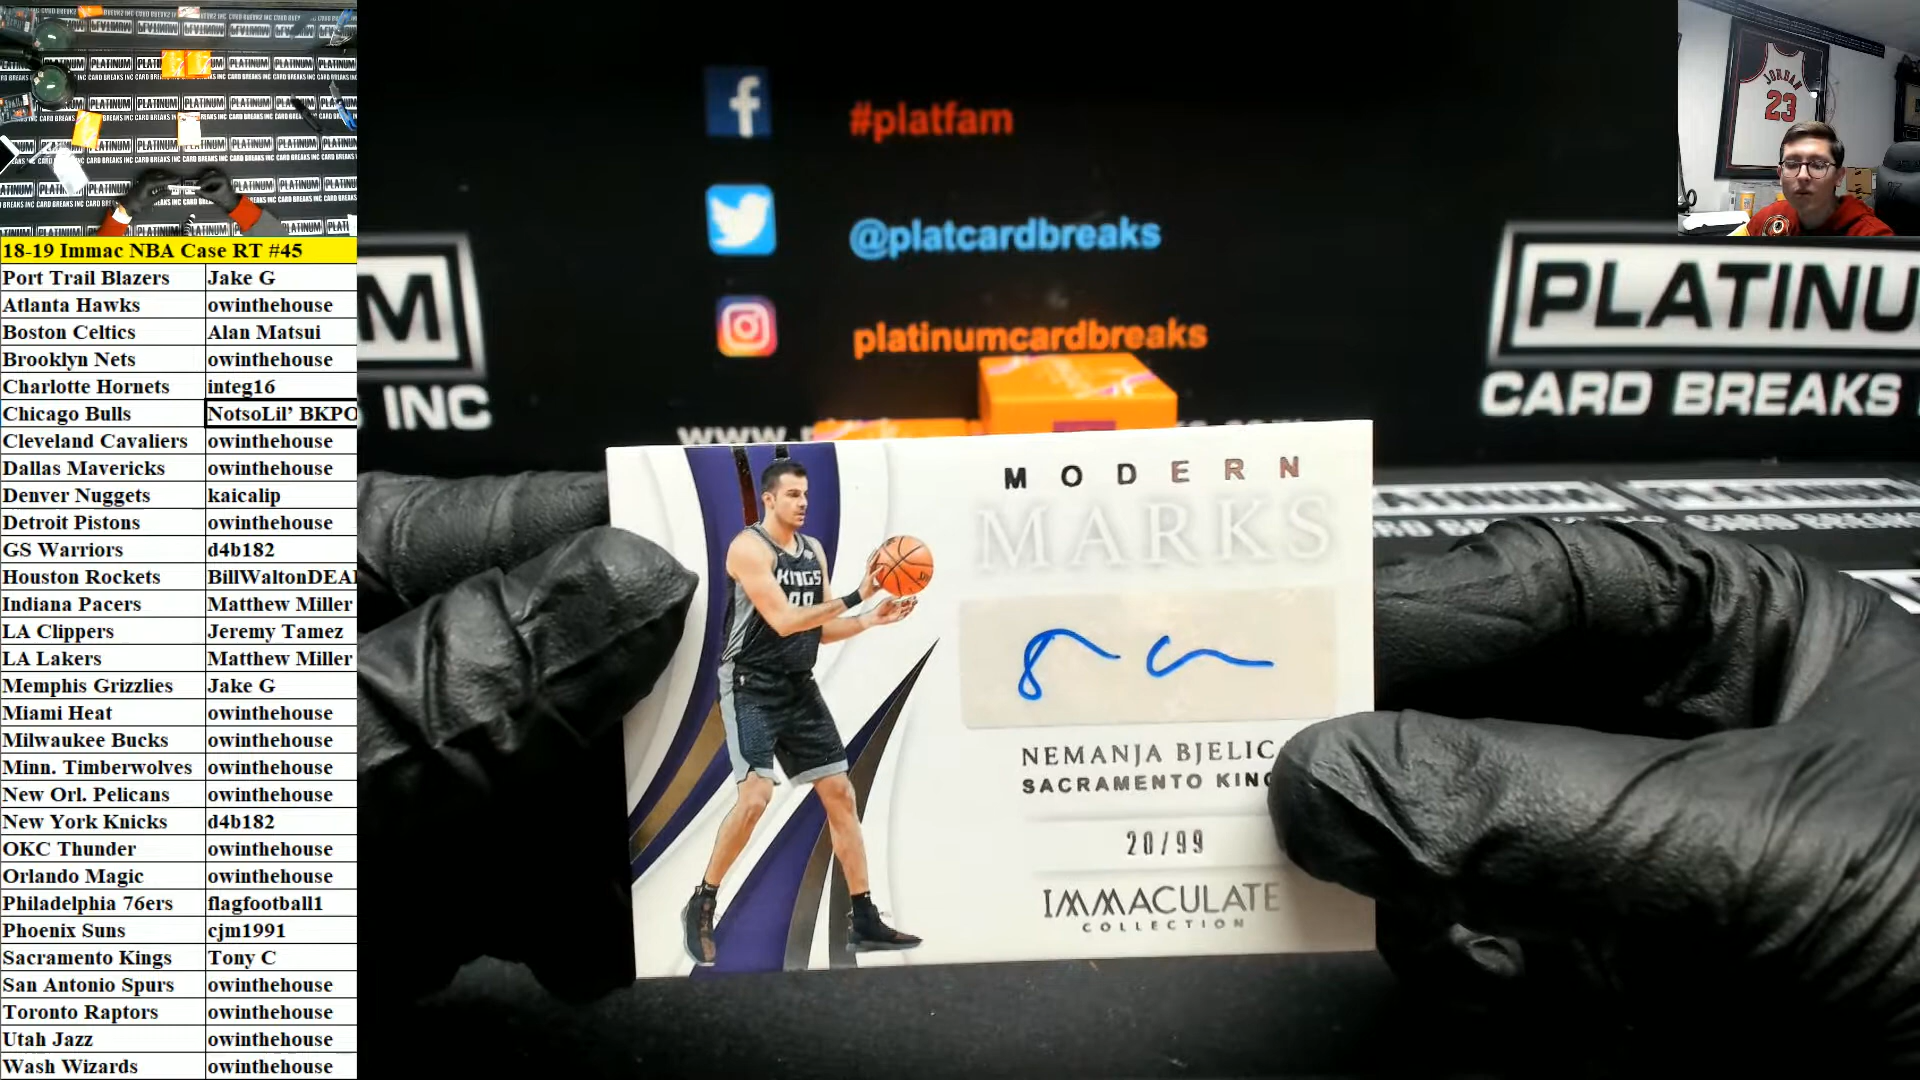 18-19 Immac NBA Case RT #45
Port Trail Blazers Jake G
Atlanta Hawks owinthehouse
Boston Celtics Alan Matsui
Brooklyn Nets owinthehouse
Charlotte Hornets integ16
Chicago Bulls NotsoLil' BKPO
Cleveland Cavaliers owinthehouse
Dallas Mavericks owinthehouse
Denver Nuggets kaicalip
Detroit Pistons owinthehouse
GS Warriors d4b182
Houston Rockets BillWaltonDEA
Indiana Pacers Matthew Miller
LA Clippers Jeremy Tamez
LA Lakers Matthew Miller
Memphis Grizzlies Jake G
Miami Heat owinthehouse
Milwaukee Bucks owinthehouse
Minn. Timberwolves owinthehouse
New Orl. Pelicans owinthehouse
New York Knicks d4b182
OKC Thunder owinthehouse
Orlando Magic owinthehouse
Philadelphia 76ers flagfootball1
Phoenix Suns cjm1991
Sacramento Kings Tony C
San Antonio Spurs owinthehouse
Toronto Raptors owinthehouse
Utah Jazz owinthehouse
Wash Wizards owinthehouse
#platfam
@platcardbreaks
platinumcardbreaks
www.
M
INC
PLATINU
CARD BREAKS
MODERN
MARKS
KINGS
NEMANJA BJELIC
SACRAMENTO KING
20/99
IMMACULATE
COLLECTION
JORDAN
23